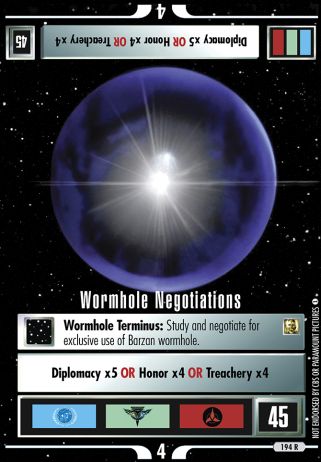 4
45
Diplomacy x5 OR Honor x4 OR Treachery x4
Wormhole Negotiations
Wormhole Terminus: Study and negotiate for
exclusive use of Barzan wormhole.
Diplomacy x5 OR Honor x4 OR Treachery x4
45
4
194 R
NOT ENDORSED BY CBS OR PARAMOUNT PICTURES